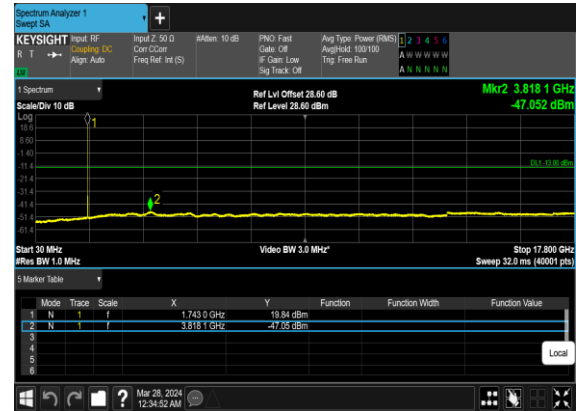 Spectrum Analyzer 1
Swept SA
+
KEYSIGHT Input: RF Input Z: 50 Ω #Atten: 10 dB PNO: Fast Avg Type: Power (RMS) 1 2 3 4 5 6
R T Coupling: DC Corr CCorr Gate: Off Avg|Hold: 100/100 A W W W W W
Align: Auto Freq Ref: Int (S) IF Gain: Low Trig: Free Run
LXI Sig Track: Off A N N N N N
1 Spectrum Ref Lvl Offset 28.60 dB Mkr2 3.818 1 GHz
Scale/Div 10 dB Ref Level 28.60 dBm -47.052 dBm
Log
18.6
8.60
-1.40
-11.4
-21.4
-31.4
-41.4
-51.4
-61.4
1
DL1 -13.00 dBm
2
Start 30 MHz Video BW 3.0 MHz* Stop 17.800 GHz
#Res BW 1.0 MHz Sweep 32.0 ms (40001 pts)
5 Marker Table
Mode Trace Scale X Y Function Function Width Function Value
1 N 1 f 1.743 0 GHz 19.84 dBm
2 N 1 f 3.818 1 GHz -47.05 dBm
3
4
5
6
Local
? Mar 28, 2024
12:34:52 AM